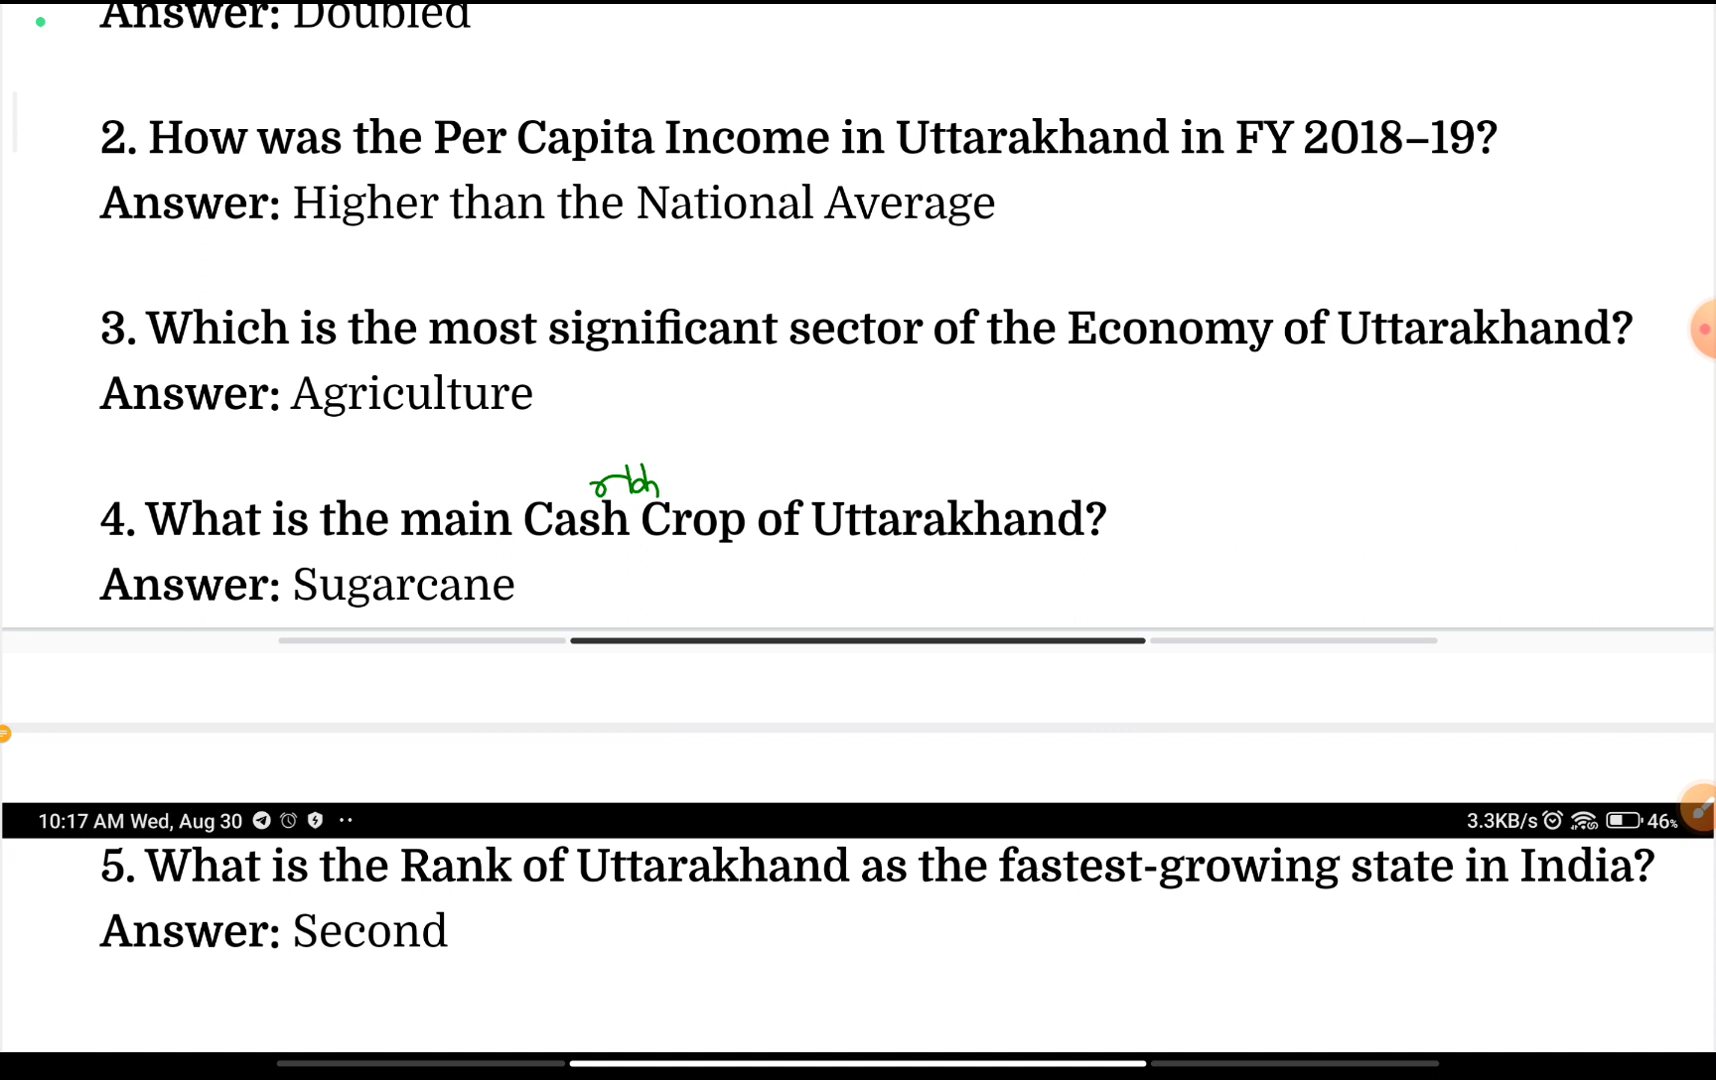 Answer: Doubled
2. How was the Per Capita Income in Uttarakhand in FY 2018–19?
Answer: Higher than the National Average
3. Which is the most significant sector of the Economy of Uttarakhand?
Answer: Agriculture
4. What is the main Cash Crop of Uttarakhand?
Answer: Sugarcane
10:17 AM Wed, Aug 30
3.3KB/s 46%
5. What is the Rank of Uttarakhand as the fastest-growing state in India?
Answer: Second